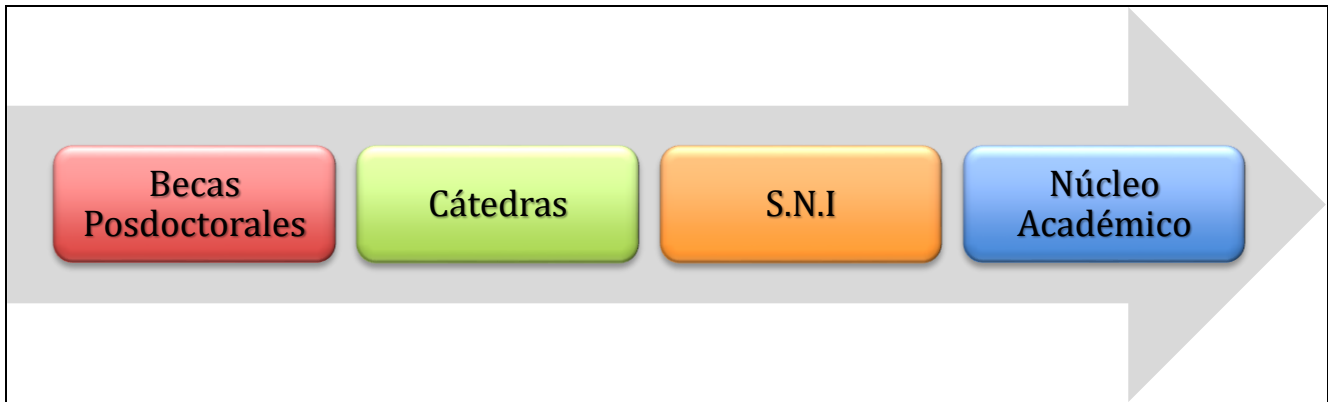 Becas
Posdoctorales
Cátedras
S.N.I
Núcleo
Académico